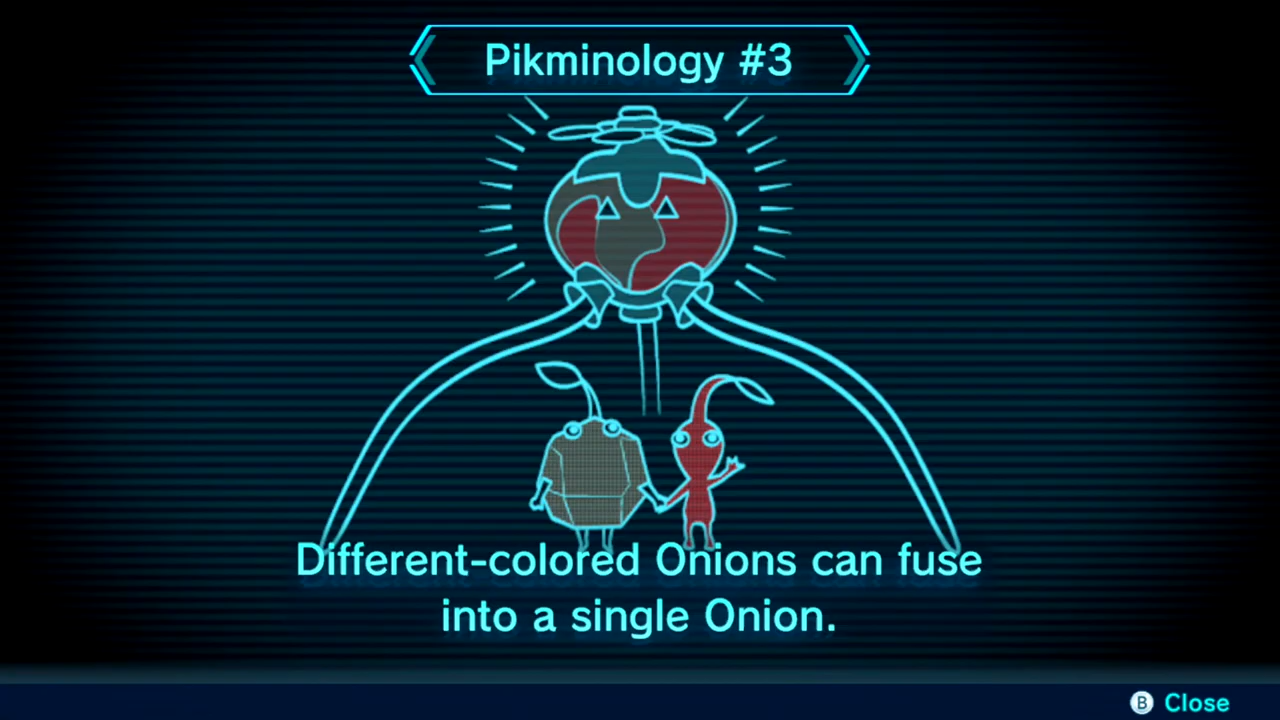 Pikminology #3
Different-colored Onions can fuse
into a single Onion.
B Close